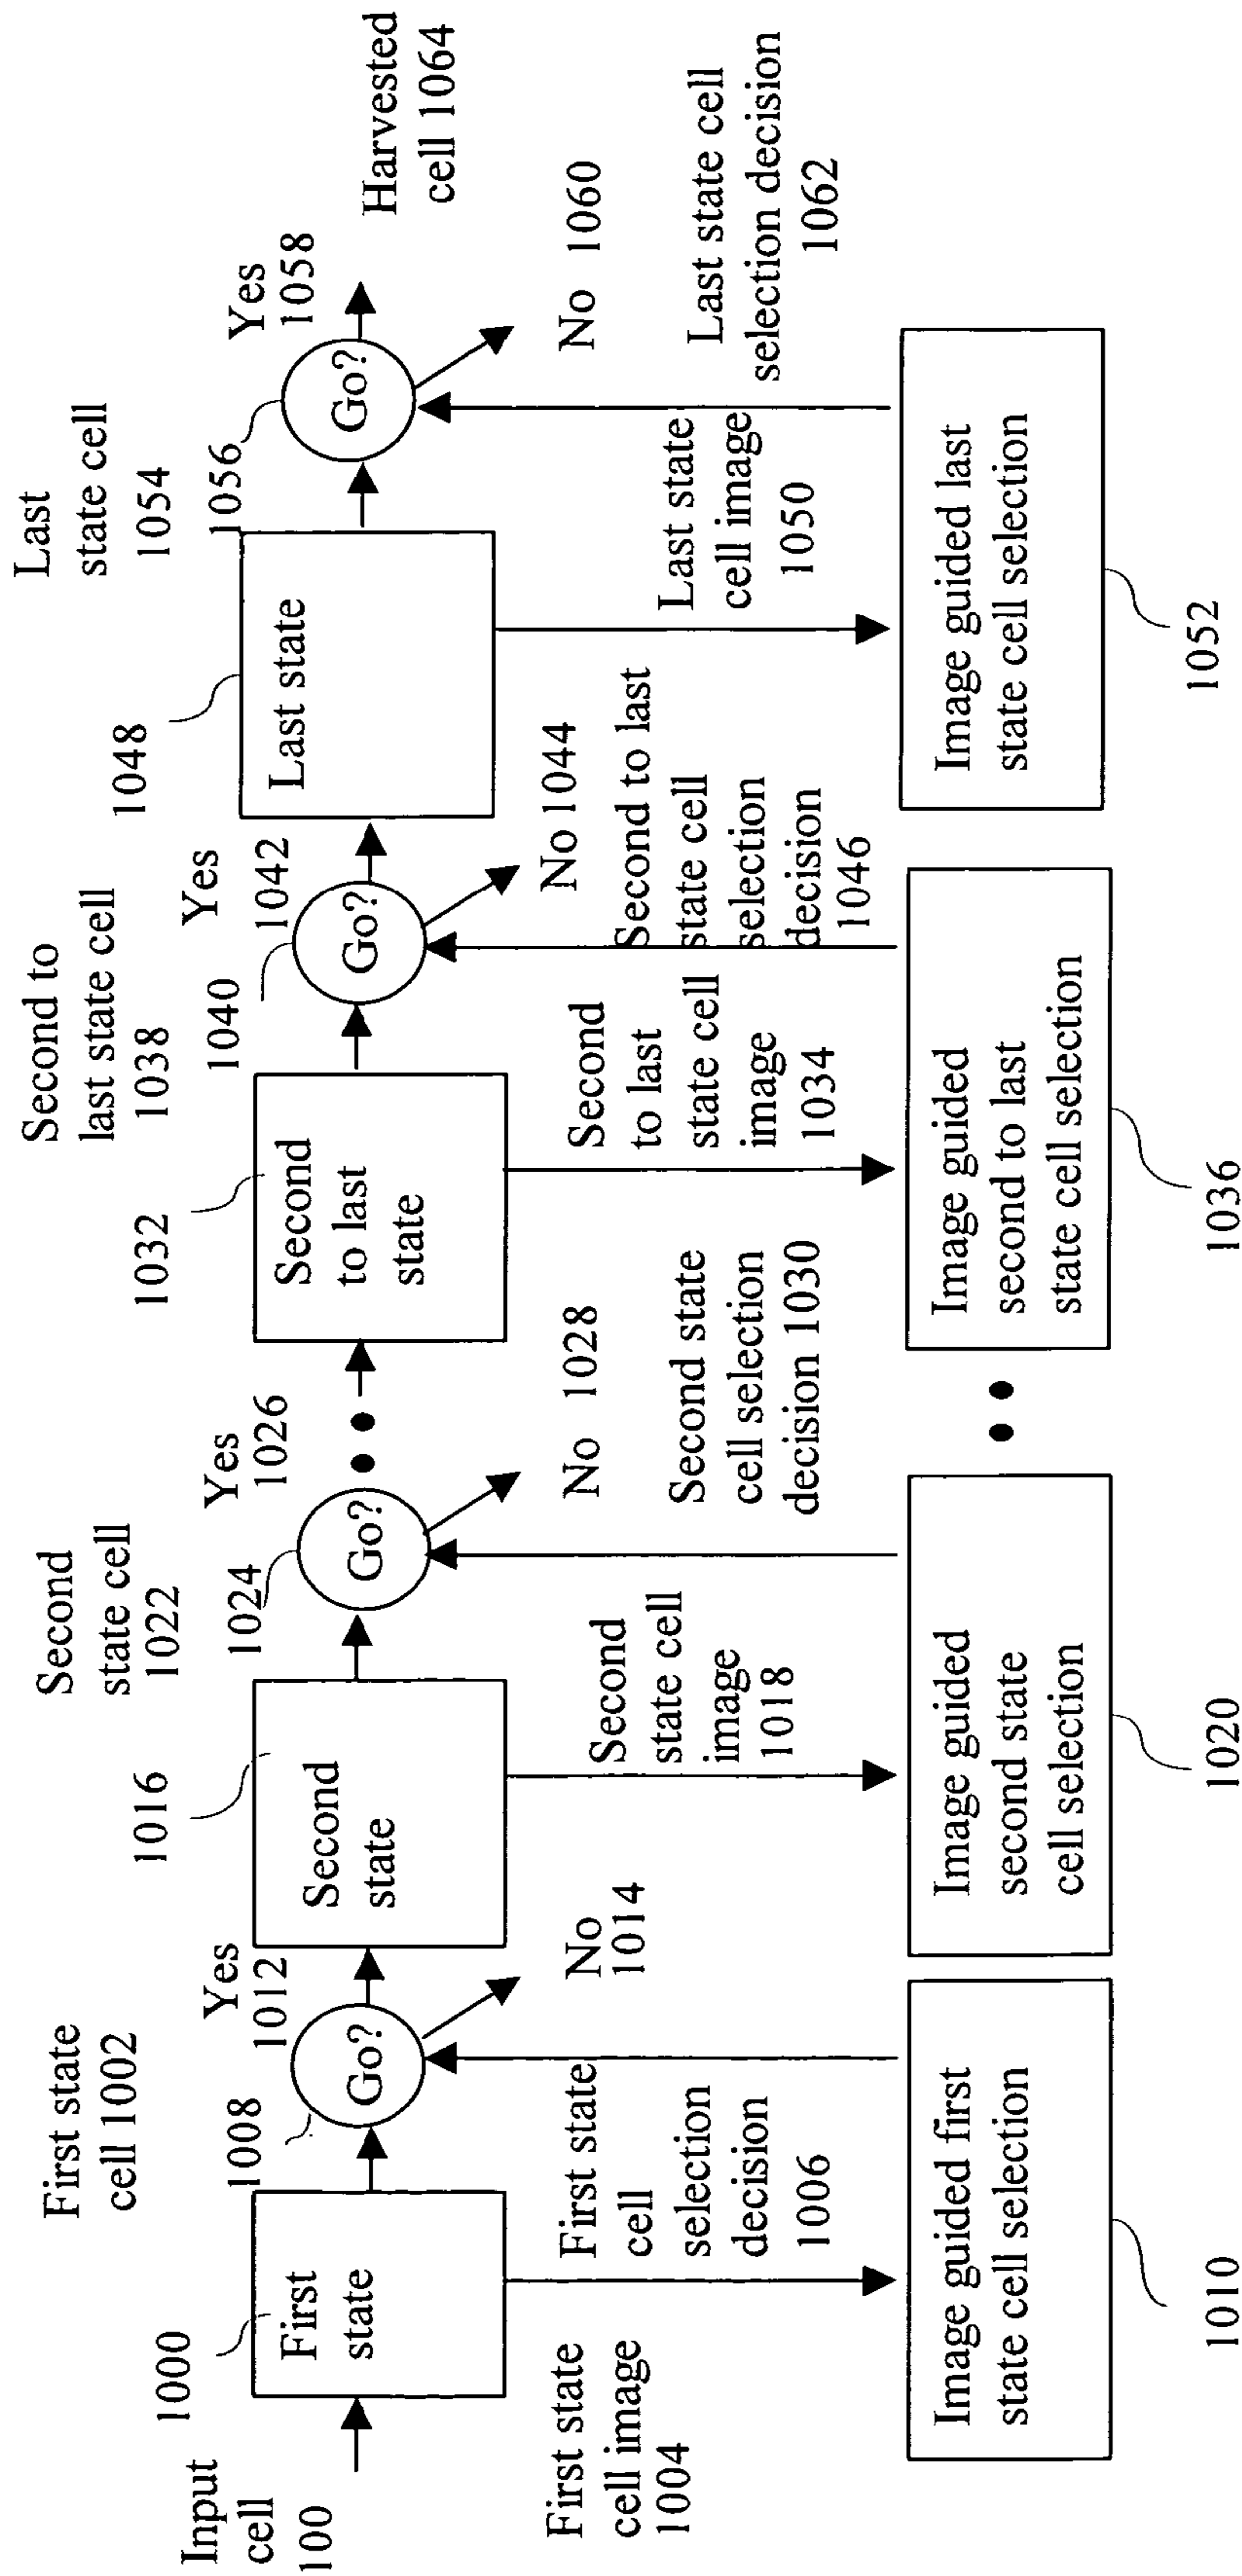 Input
cell
100
1000
First
state
First state
cell 1002
First state
cell image
1004
First state
cell
selection
decision
1006
1008
Go?
Yes
1012
No
1014
Image guided first
state cell selection
1010
1016
Second
state
Second
state cell
1022
Second
state cell
image
1018
1024
Go?
Yes
1026
No 1028
Second state
cell selection
decision 1030
Image guided
second state
cell selection
1020
1032
Second
to last
state
Second to
last state cell
1038
Second
to last
state cell
image
1034
1040
Go?
Yes
1042
No 1044
Second to last
state cell
selection
decision
1046
Image guided
second to last
state cell selection
1036
1048
Last state
Last
state cell
1054
Last state
cell image
1050
1056
Go?
Yes
1058
No 1060
Last state cell
selection decision
1062
Image guided last
state cell selection
1052
Harvested
cell 1064